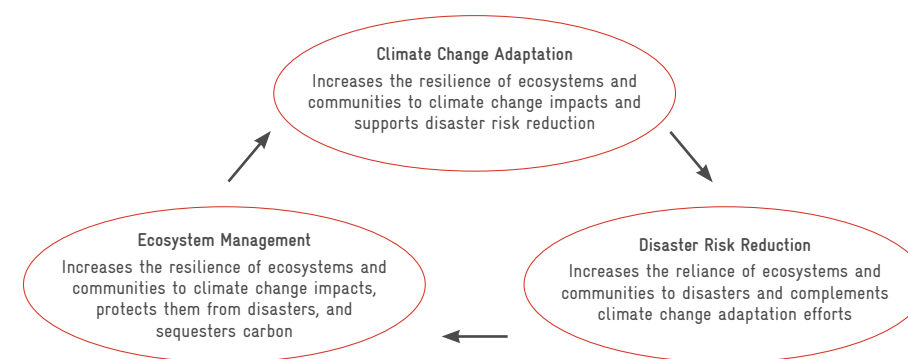 Climate Change Adaptation
Increases the resilience of ecosystems and
communities to climate change impacts and
supports disaster risk reduction
Ecosystem Management
Increases the resilience of ecosystems and
communities to climate change impacts,
protects them from disasters, and
sequesters carbon
Disaster Risk Reduction
Increases the reliance of ecosystems and
communities to disasters and complements
climate change adaptation efforts